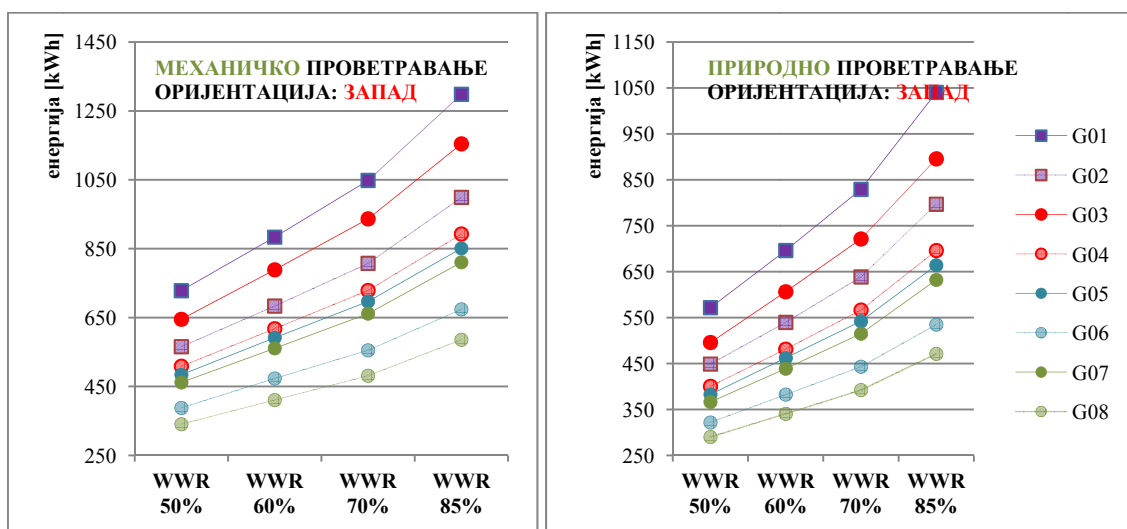 енергија [kWh]
1450
1250
1050
850
650
450
250
МЕХАНИЧКО ПРОВЕТРАВАЊЕ
ОРИЈЕНТАЦИЈА: ЗАПАД
WWR 50%
WWR 60%
WWR 70%
WWR 85%
енергија [kWh]
1150
1050
950
850
750
650
550
450
350
250
ПРИРОДНО ПРОВЕТРАВАЊЕ
ОРИЈЕНТАЦИЈА: ЗАПАД
WWR 50%
WWR 60%
WWR 70%
WWR 85%
G01
G02
G03
G04
G05
G06
G07
G08